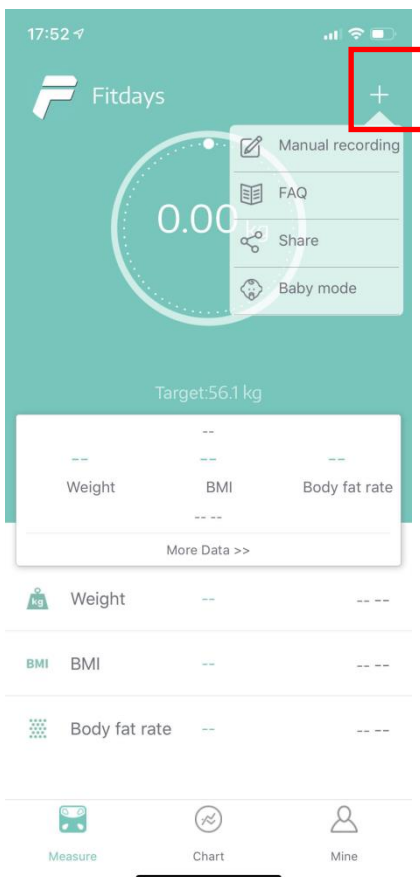 17:52
Fitdays
+
Manual recording
FAQ
Share
Baby mode
0.00 kg
Target:56.1 kg
--
-- -- --
Weight BMI Body fat rate
-- --
More Data >>
kg Weight -- -- --
BMI BMI -- -- --
Body fat rate -- -- --
Measure Chart Mine